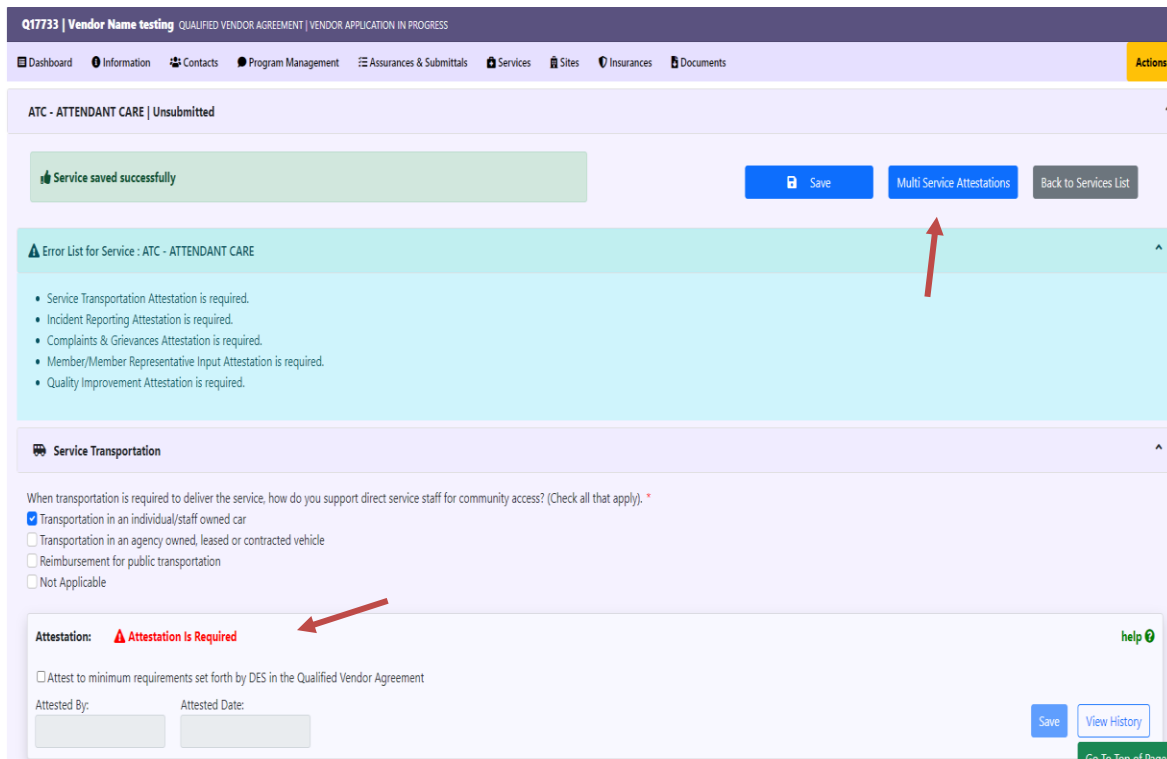 Q17733 | Vendor Name testing QUALIFIED VENDOR AGREEMENT | VENDOR APPLICATION IN PROGRESS
Dashboard Information Contacts Program Management Assurances & Submittals Services Sites Insurances Documents Actions
ATC - ATTENDANT CARE | Unsubmitted
Service saved successfully Save Multi Service Attestations Back to Services List
Error List for Service : ATC - ATTENDANT CARE
• Service Transportation Attestation is required.
• Incident Reporting Attestation is required.
• Complaints & Grievances Attestation is required.
• Member/Member Representative Input Attestation is required.
• Quality Improvement Attestation is required.
Service Transportation
When transportation is required to deliver the service, how do you support direct service staff for community access? (Check all that apply). *
Transportation in an individual/staff owned car
Transportation in an agency owned, leased or contracted vehicle
Reimbursement for public transportation
Not Applicable
Attestation: Attestation Is Required help
Attest to minimum requirements set forth by DES in the Qualified Vendor Agreement
Attested By: Attested Date:
Save View History
Go To Top of Page